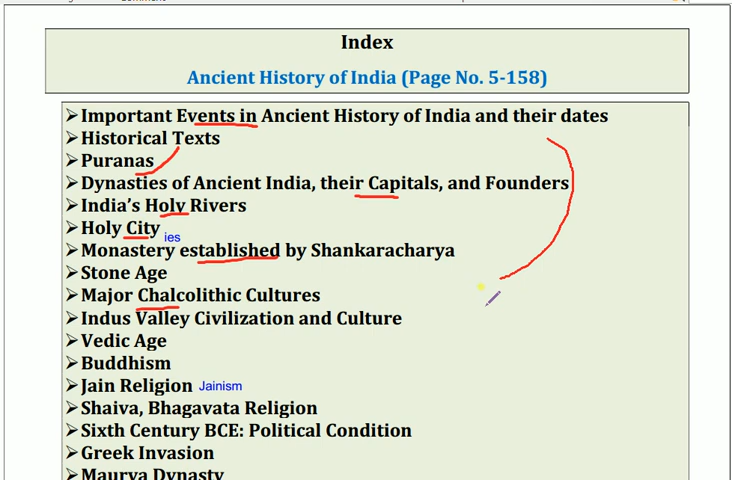 Index
Ancient History of India (Page No. 5-158)
➢Important Events in Ancient History of India and their dates
➢Historical Texts
➢Puranas
➢Dynasties of Ancient India, their Capitals, and Founders
➢India's Holy Rivers
➢Holy City ies
➢Monastery established by Shankaracharya
➢Stone Age
➢Major Chalcolithic Cultures
➢Indus Valley Civilization and Culture
➢Vedic Age
➢Buddhism
➢Jain Religion Jainism
➢Shaiva, Bhagavata Religion
➢Sixth Century BCE: Political Condition
➢Greek Invasion
➢Maurya Dynasty